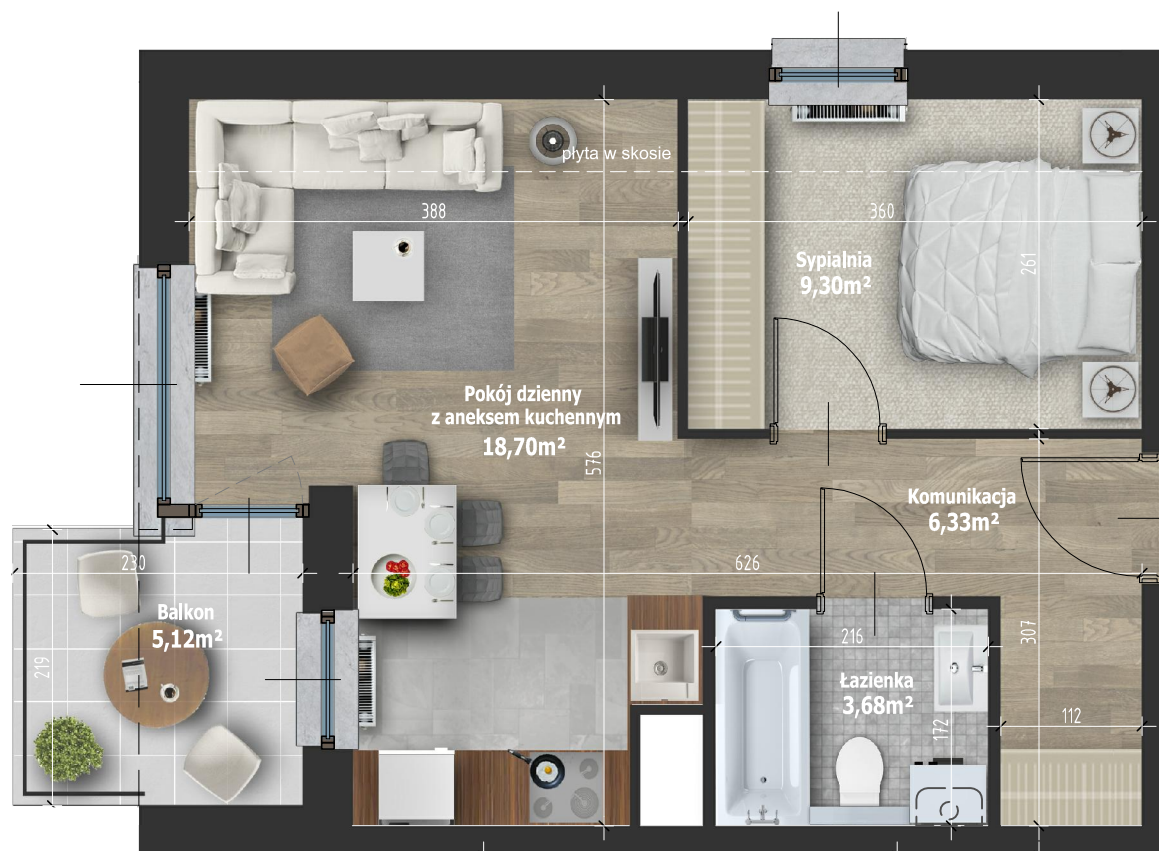 płyta w skosie
388
360
261
Sypialnia
9,30m²
Pokój dzienny
z aneksem kuchennym
18,70m²
576
Komunikacja
6,33m²
230
626
Balkon
5,12m²
219
216
307
Łazienka
3,68m²
172
112